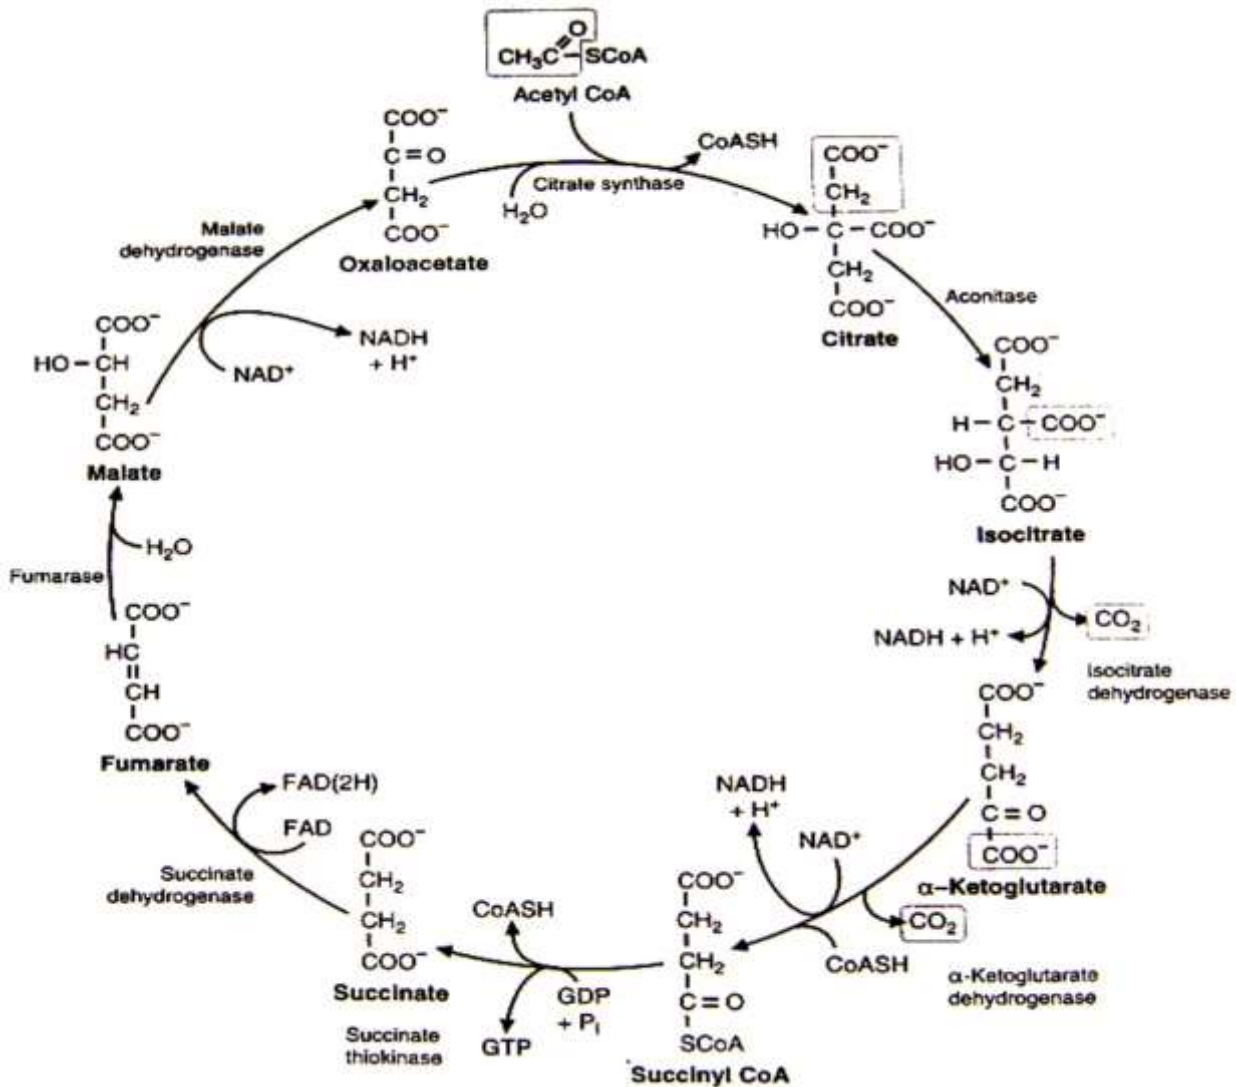 CH₃C
O
SCoA
Acetyl CoA
COO⁻
C=O
CH₂
COO⁻
Oxaloacetate
H₂O
Citrate synthase
CoASH
COO⁻
CH₂
HO–C–COO⁻
CH₂
COO⁻
Citrate
Aconitase
COO⁻
CH₂
H–C–COO⁻
HO–C–H
COO⁻
Isocitrate
NAD⁺
NADH + H⁺
CO₂
Isocitrate
dehydrogenase
COO⁻
CH₂
CH₂
C=O
COO⁻
α–Ketoglutarate
NADH
+ H⁺
NAD⁺
CO₂
CoASH
α-Ketoglutarate
dehydrogenase
COO⁻
CH₂
CH₂
C=O
SCoA
Succinyl CoA
CoASH
GDP
+ Pᵢ
GTP
Succinate
thiokinase
COO⁻
CH₂
CH₂
COO⁻
Succinate
FAD(2H)
FAD
Succinate
dehydrogenase
COO⁻
HC
CH
COO⁻
Fumarate
Fumarase
H₂O
COO⁻
HO–CH
CH₂
COO⁻
Malate
Malate
dehydrogenase
NAD⁺
NADH
+ H⁺